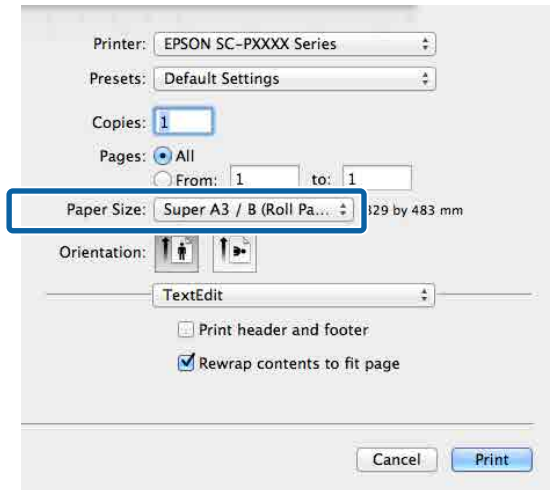 Printer: EPSON SC-PXXXX Series
Presets: Default Settings
Copies: 1
Pages: All
From: 1 to: 1
Paper Size: Super A3 / B (Roll Pa... 329 by 483 mm
Orientation:
TextEdit
Print header and footer
Rewrap contents to fit page
Cancel Print